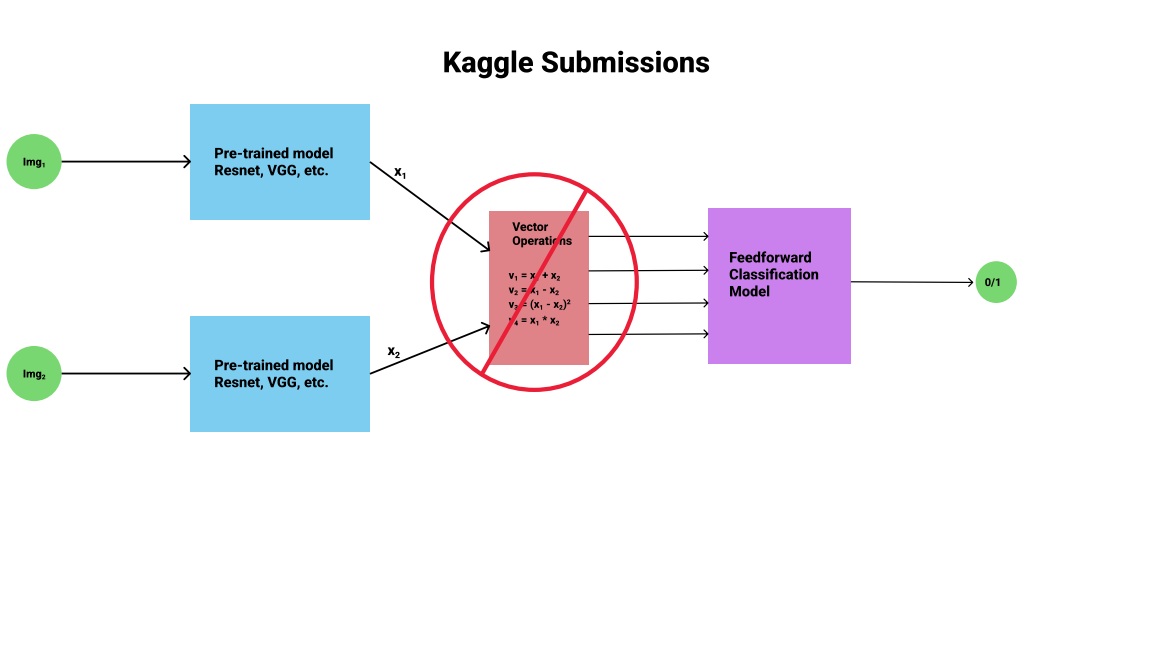 Kaggle Submissions
Img₁
Pre-trained model
Resnet, VGG, etc.
x₁
Vector
Operations
v₁ = x₁ + x₂
v₂ = x₁ - x₂
v₃ = (x₁ - x₂)²
v₄ = x₁ * x₂
Feedforward
Classification
Model
0/1
Img₂
Pre-trained model
Resnet, VGG, etc.
x₂